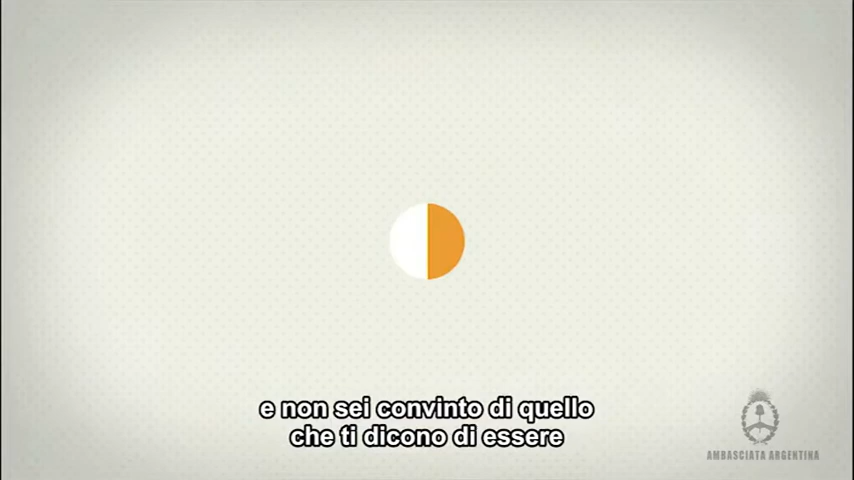 e non sei convinto di quello
che ti dicono di essere
AMBASCIATA ARGENTINA